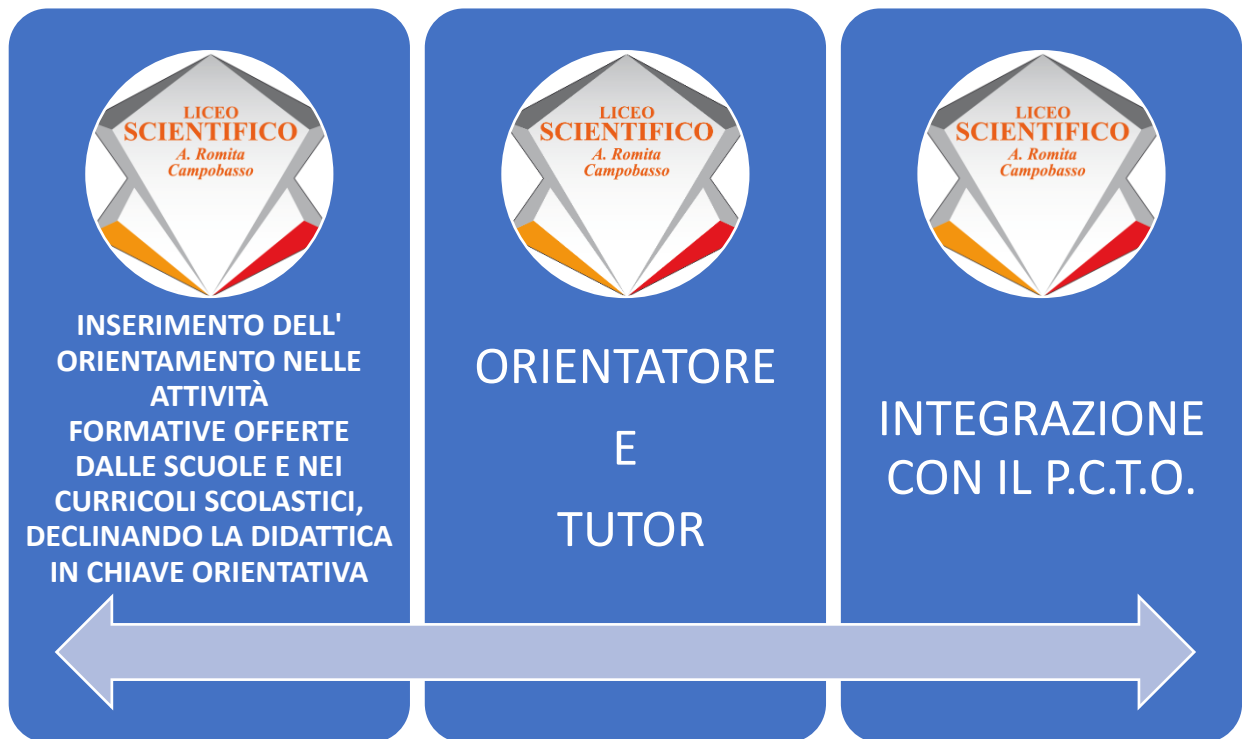 LICEO
SCIENTIFICO
A. Romita
Campobasso
INSERIMENTO DELL'
ORIENTAMENTO NELLE
ATTIVITÀ
FORMATIVE OFFERTE
DALLE SCUOLE E NEI
CURRICOLI SCOLASTICI,
DECLINANDO LA DIDATTICA
IN CHIAVE ORIENTATIVA
LICEO
SCIENTIFICO
A. Romita
Campobasso
ORIENTATORE
E
TUTOR
LICEO
SCIENTIFICO
A. Romita
Campobasso
INTEGRAZIONE
CON IL P.C.T.O.